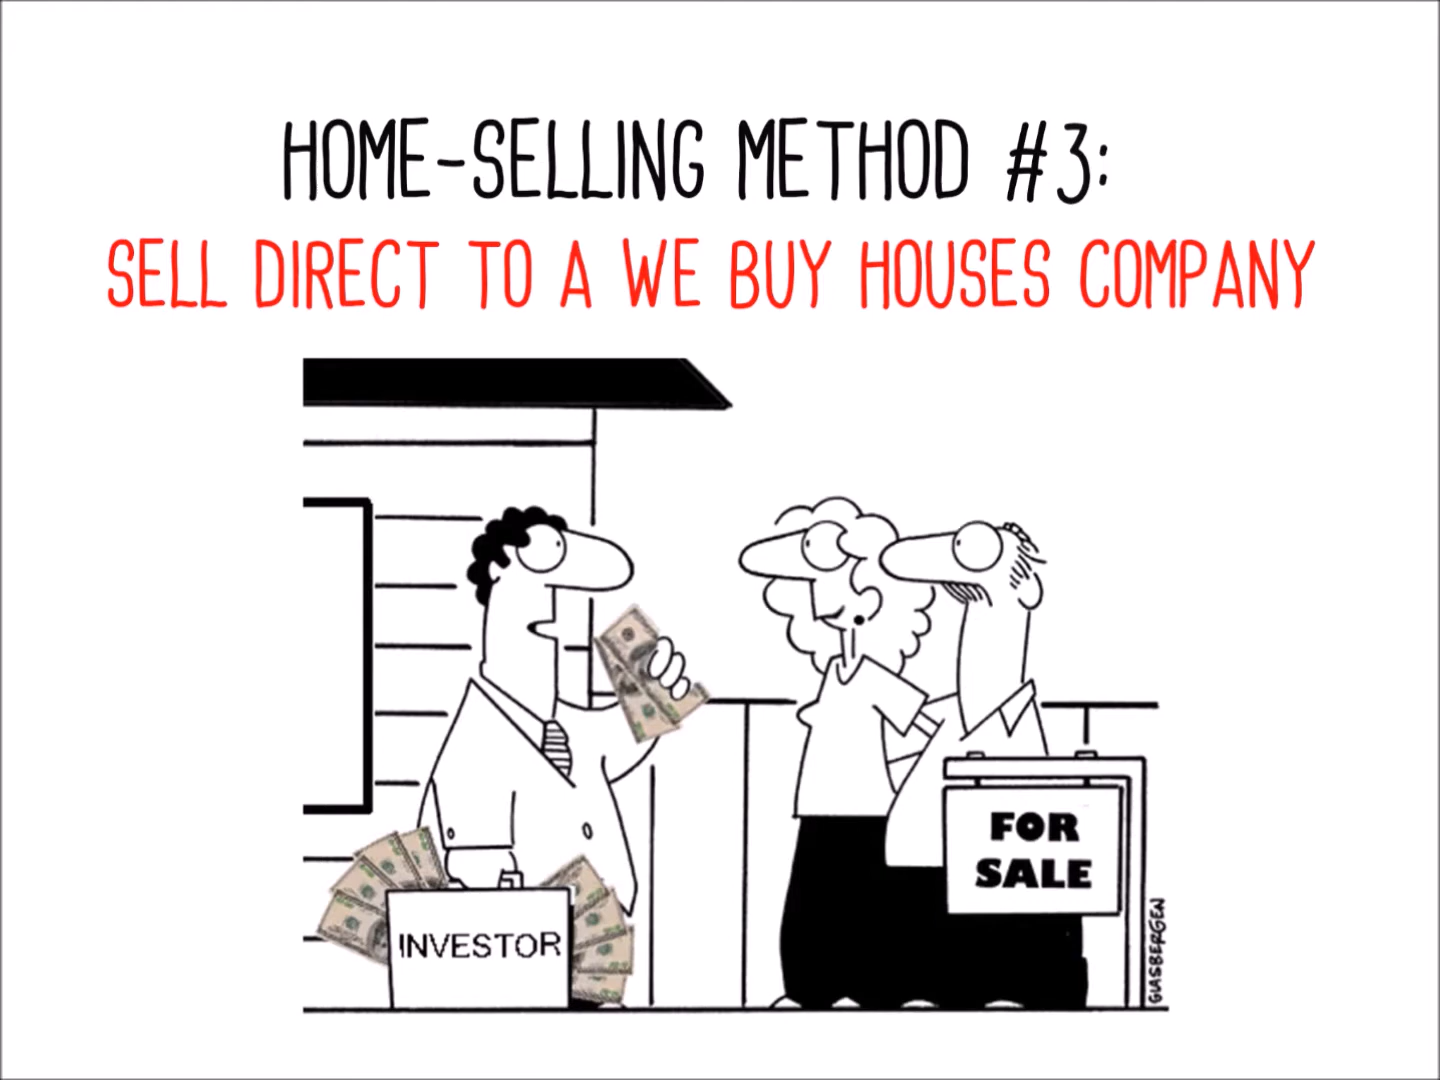 HOME-SELLING METHOD #3:
SELL DIRECT TO A WE BUY HOUSES COMPANY
FOR
SALE
INVESTOR
GLASBERGEN